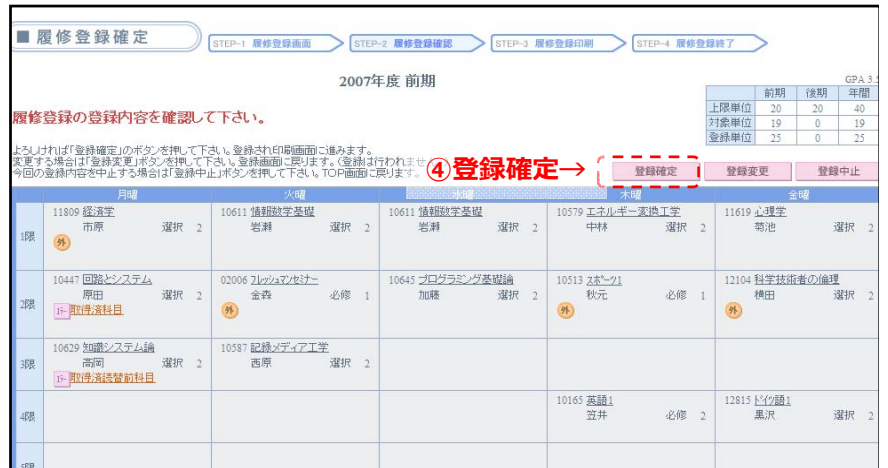 ■ 履修登録確定
STEP-1 履修登録画面
STEP-2 履修登録確認
STEP-3 履修登録印刷
STEP-4 履修登録終了
2007年度 前期
GPA 3.5
前期 後期 年間
上限単位 20 20 40
対象単位 19 0 19
登録単位 25 0 25
履修登録の登録内容を確認して下さい。
よろしければ「登録確定」のボタンを押して下さい。登録され印刷画面に進みます。
変更する場合は「登録変更」ボタンを押して下さい。登録画面に戻ります。(登録は行われませ
今回の登録内容を中止する場合は「登録中止」ボタンを押して下さい。TOP画面に戻ります。
④登録確定→
登録確定 登録変更 登録中止
月曜 火曜 水曜 木曜 金曜
1限
11809 経済学
市原 選択 2
外
10611 情報数学基礎
岩瀬 選択 2
10611 情報数学基礎
岩瀬 選択 2
10579 エネルギー変換工学
中林 選択 2
11619 心理学
菊池 選択 2
2限
10447 回路とシステム
原田 選択 2
ｴﾗｰ 取得済科目
02006 ﾌﾚｯｼｭﾏﾝｾﾐﾅｰ
金森 必修 1
外
10645 プログラミング基礎論
加藤 選択 2
10513 ｽﾎﾟｰﾂ1
秋元 必修 1
外
12104 科学技術者の倫理
横田 選択 2
外
3限
10629 知識システム論
高岡 選択 2
ｴﾗｰ 取得済読替前科目
10587 記録メディア工学
西原 選択 2
4限
10165 英語1
笠井 必修 2
12815 ﾄﾞｲﾂ語1
黒沢 選択 2
5限